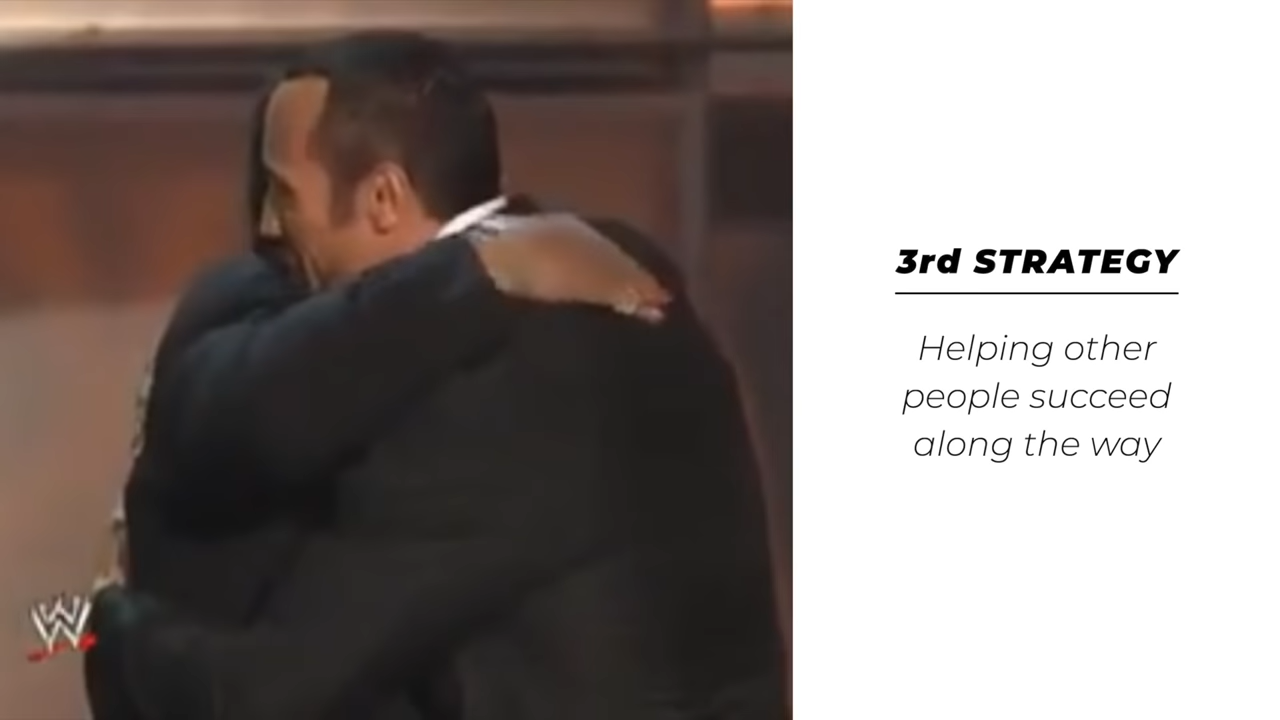 3rd STRATEGY
Helping other
people succeed
along the way
W